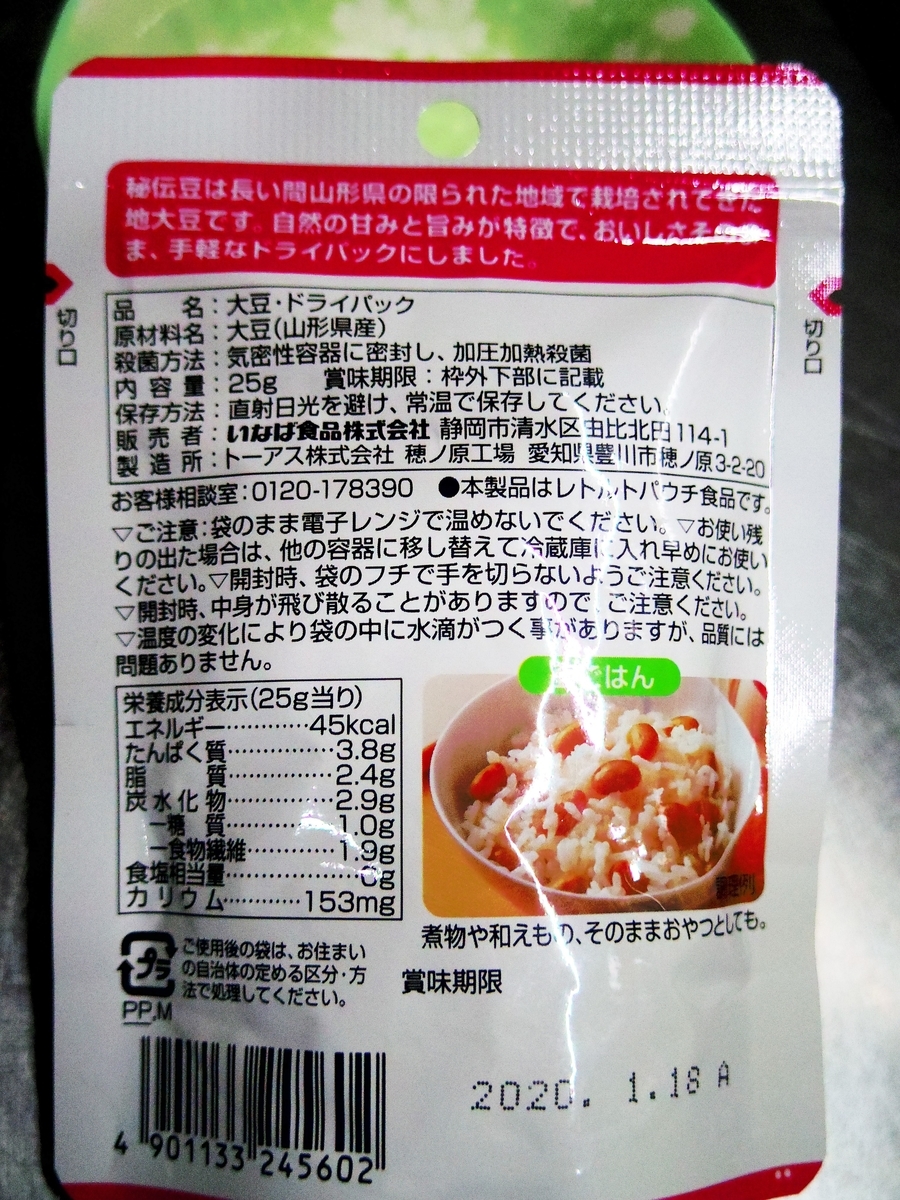 秘伝豆は長い間山形県の限られた地域で栽培されてきた
地大豆です。自然の甘みと旨みが特徴で、おいしさそのま
ま、手軽なドライパックにしました。
切り口
切り口
品名：大豆・ドライパック
原材料名：大豆(山形県産)
殺菌方法：気密性容器に密封し、加圧加熱殺菌
内容量：25g 賞味期限：枠外下部に記載
保存方法：直射日光を避け、常温で保存してください。
販売者：いなば食品株式会社 静岡市清水区由比北田114-1
製造所：トーアス株式会社 穂ノ原工場 愛知県豊川市穂ノ原3-2-20
お客様相談室：0120-178390 ●本製品はレトルトパウチ食品です。
▽ご注意：袋のまま電子レンジで温めないでください。▽お使い残
りの出た場合は、他の容器に移し替えて冷蔵庫に入れ早めにお使い
ください。▽開封時、袋のフチで手を切らないようご注意ください。
▽開封時、中身が飛び散ることがありますので、ご注意ください。
▽温度の変化により袋の中に水滴がつく事がありますが、品質には
問題ありません。
ごはん
栄養成分表示(25g当り)
エネルギー…………45kcal
たんぱく質……………3.8g
脂質……………2.4g
炭水化物……………2.9g
－糖質……………1.0g
－食物繊維…………1.9g
食塩相当量……………0g
カリウム…………153mg
調理例
煮物や和えもの、そのままおやつとしても。
プラ
PP,M
ご使用後の袋は、お住まい
の自治体の定める区分・方
法で処理してください。
賞味期限
2020. 1.18 A
4 901133 245602